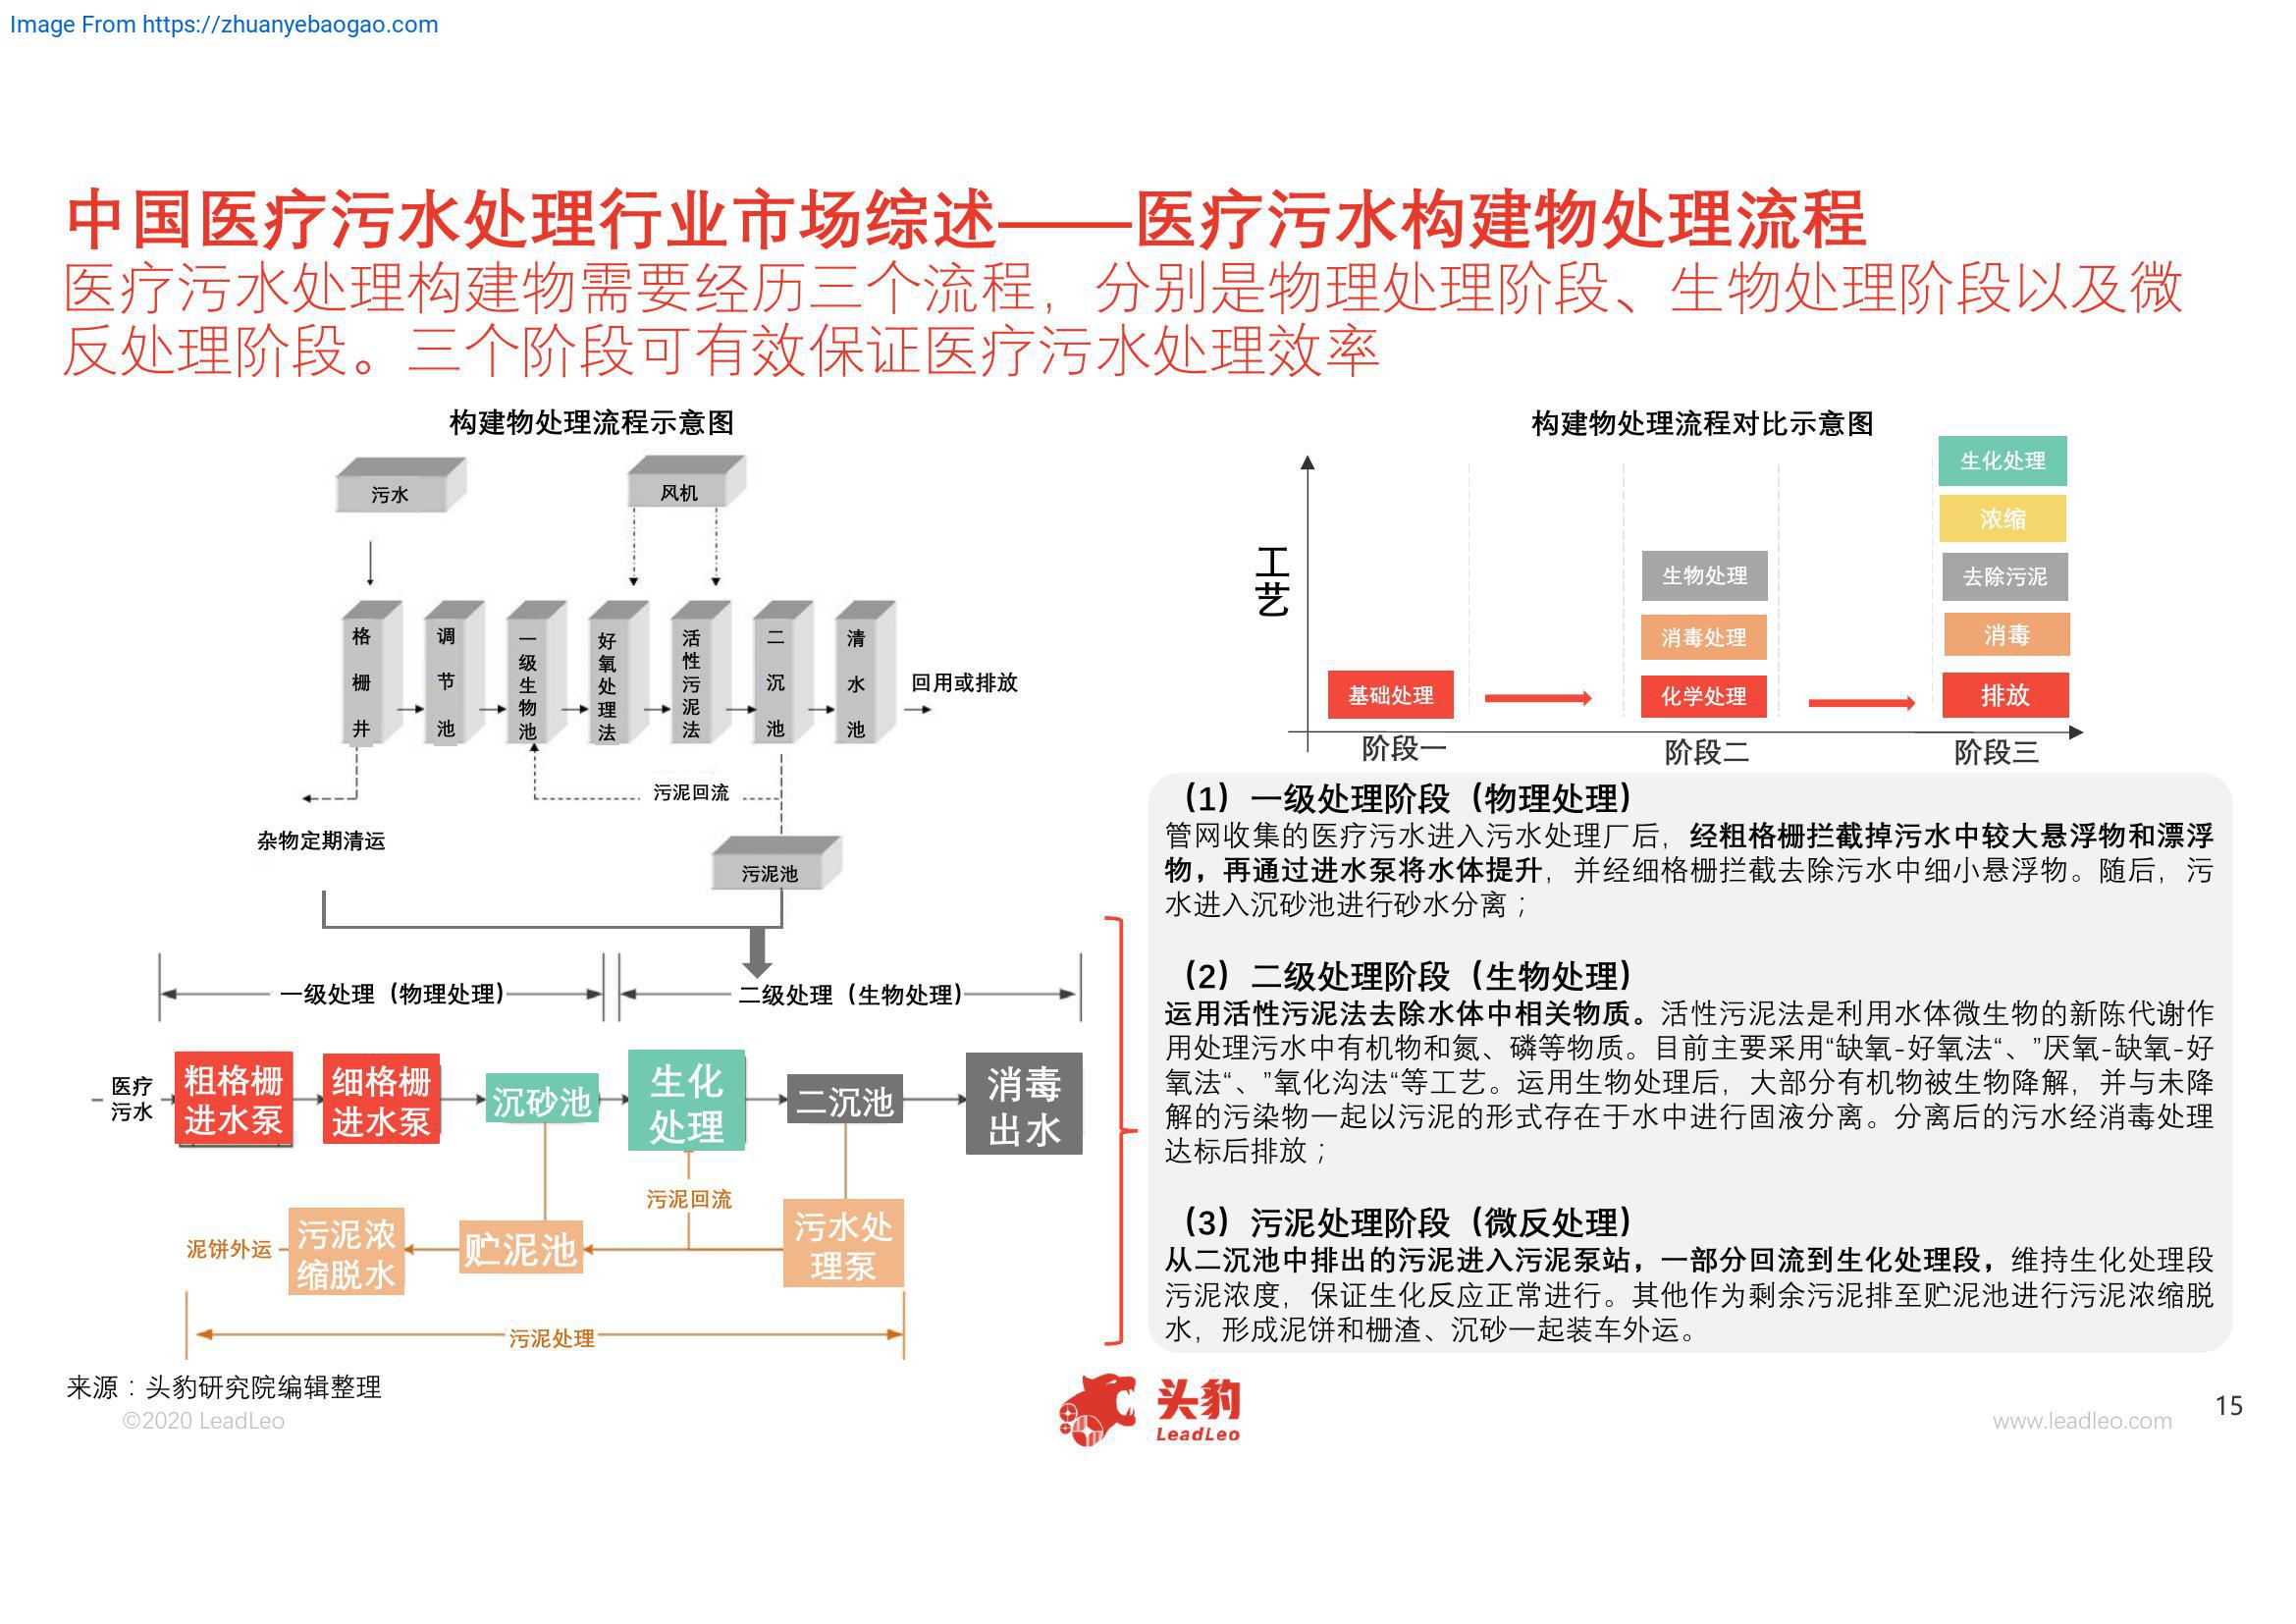 Image From https://zhuanyebaogao.com
中国医疗污水处理行业市场综述——医疗污水构建物处理流程
医疗污水处理构建物需要经历三个流程，分别是物理处理阶段、生物处理阶段以及微
反处理阶段。三个阶段可有效保证医疗污水处理效率
构建物处理流程示意图
污水
风机
格栅井
调节池
一级生物池
好氧处理法
活性污泥法
二沉池
清水池
回用或排放
污泥回流
杂物定期清运
污泥池
一级处理（物理处理）
二级处理（生物处理）
医疗
污水
粗格栅
进水泵
细格栅
进水泵
沉砂池
生化
处理
二沉池
消毒
出水
污泥回流
泥饼外运
污泥浓
缩脱水
贮泥池
污水处
理泵
污泥处理
构建物处理流程对比示意图
工艺
基础处理
生物处理
消毒处理
化学处理
生化处理
浓缩
去除污泥
消毒
排放
阶段一
阶段二
阶段三
（1）一级处理阶段（物理处理）
管网收集的医疗污水进入污水处理厂后，经粗格栅拦截掉污水中较大悬浮物和漂浮
物，再通过进水泵将水体提升，并经细格栅拦截去除污水中细小悬浮物。随后，污
水进入沉砂池进行砂水分离；
（2）二级处理阶段（生物处理）
运用活性污泥法去除水体中相关物质。活性污泥法是利用水体微生物的新陈代谢作
用处理污水中有机物和氮、磷等物质。目前主要采用“缺氧-好氧法“、”厌氧-缺氧-好
氧法“、”氧化沟法“等工艺。运用生物处理后，大部分有机物被生物降解，并与未降
解的污染物一起以污泥的形式存在于水中进行固液分离。分离后的污水经消毒处理
达标后排放；
（3）污泥处理阶段（微反处理）
从二沉池中排出的污泥进入污泥泵站，一部分回流到生化处理段，维持生化处理段
污泥浓度，保证生化反应正常进行。其他作为剩余污泥排至贮泥池进行污泥浓缩脱
水，形成泥饼和栅渣、沉砂一起装车外运。
来源：头豹研究院编辑整理
©2020 LeadLeo
头豹
LeadLeo
www.leadleo.com
15